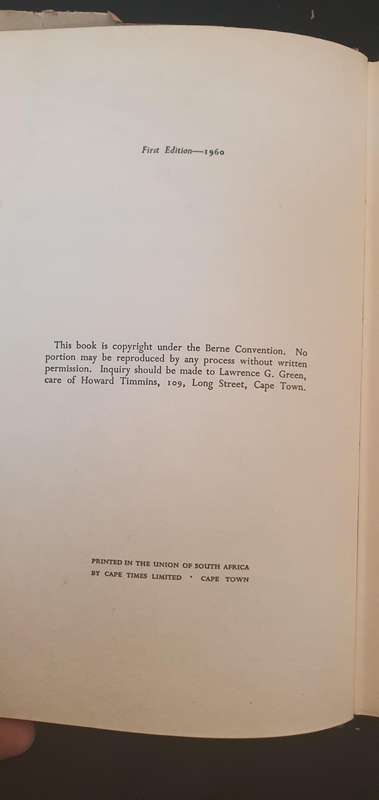 First Edition—1960
This book is copyright under the Berne Convention. No
portion may be reproduced by any process without written
permission. Inquiry should be made to Lawrence G. Green,
care of Howard Timmins, 109, Long Street, Cape Town.
PRINTED IN THE UNION OF SOUTH AFRICA
BY CAPE TIMES LIMITED · CAPE TOWN